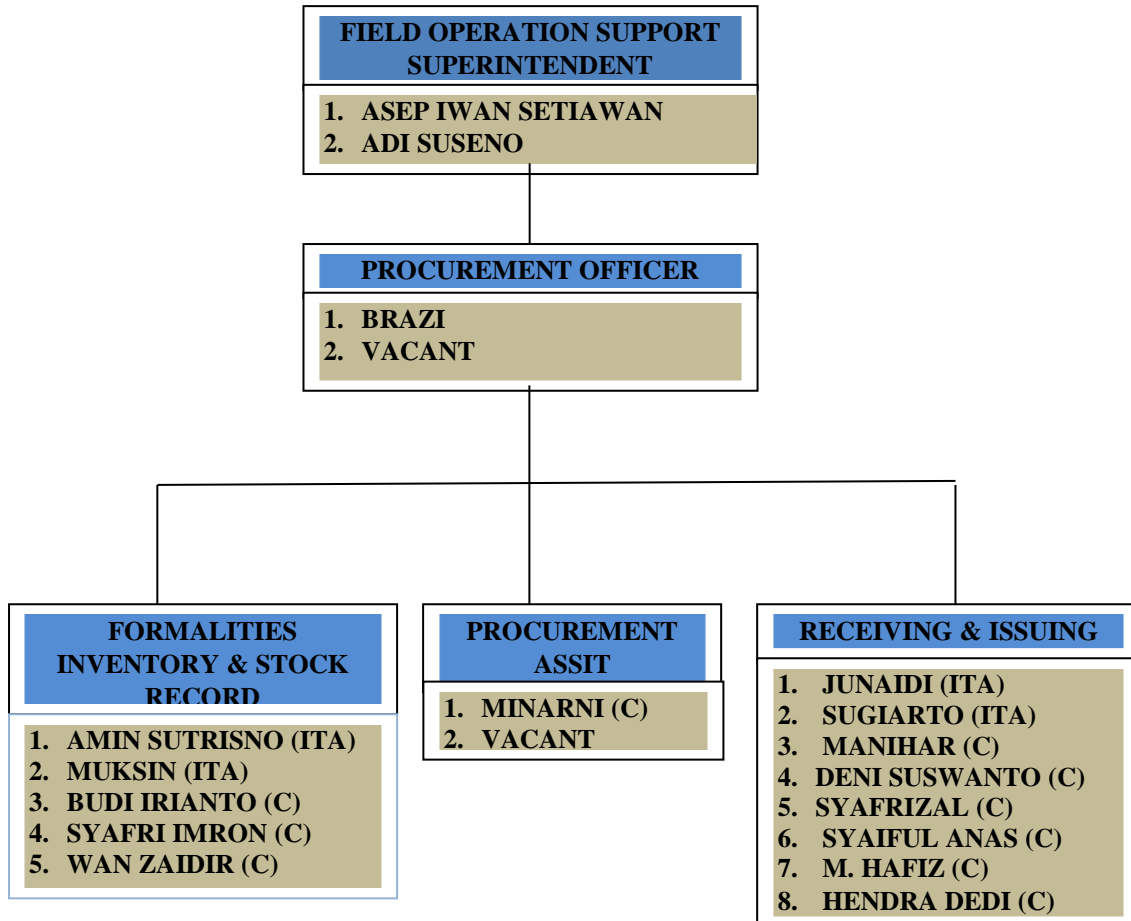 FIELD OPERATION SUPPORT
SUPERINTENDENT
1. ASEP IWAN SETIAWAN
2. ADI SUSENO
PROCUREMENT OFFICER
1. BRAZI
2. VACANT
FORMALITIES
INVENTORY & STOCK
RECORD
1. AMIN SUTRISNO (ITA)
2. MUKSIN (ITA)
3. BUDI IRIANTO (C)
4. SYAFRI IMRON (C)
5. WAN ZAIDIR (C)
PROCUREMENT
ASSIT
1. MINARNI (C)
2. VACANT
RECEIVING & ISSUING
1. JUNAIDI (ITA)
2. SUGIARTO (ITA)
3. MANIHAR (C)
4. DENI SUSWANTO (C)
5. SYAFRIZAL (C)
6. SYAIFUL ANAS (C)
7. M. HAFIZ (C)
8. HENDRA DEDI (C)